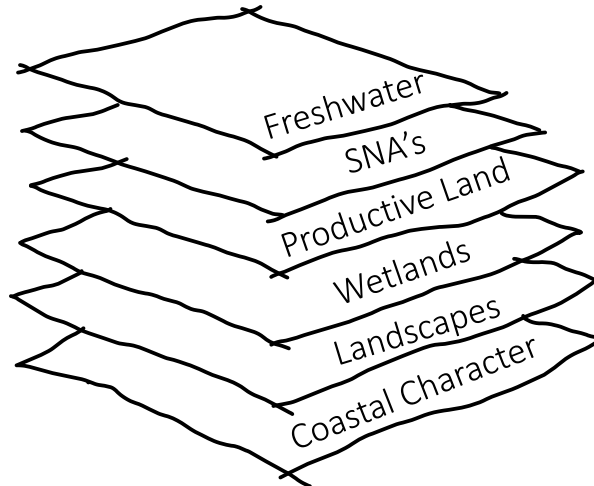 Freshwater
SNA's
Productive Land
Wetlands
Landscapes
Coastal Character